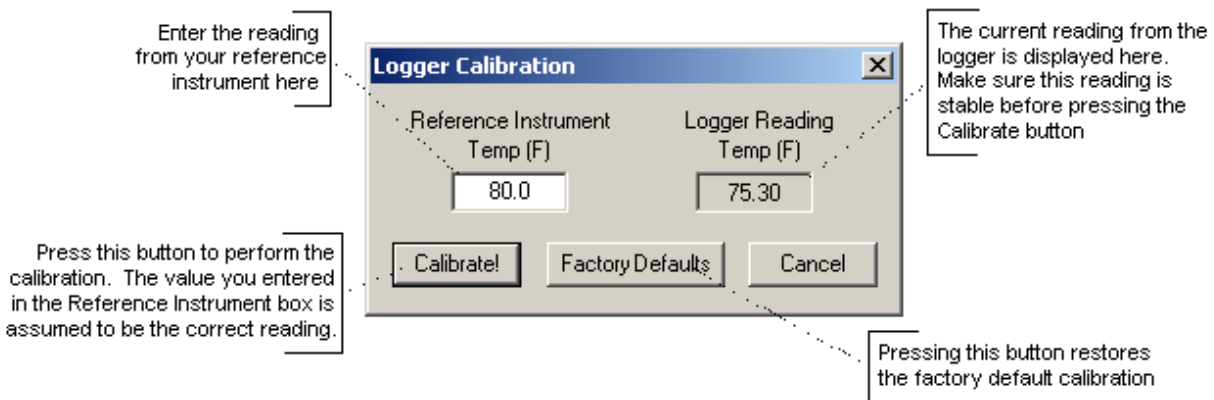 Enter the reading
from your reference
instrument here
The current reading from the
logger is displayed here.
Make sure this reading is
stable before pressing the
Calibrate button
Logger Calibration
Reference Instrument
Temp (F)
80.0
Logger Reading
Temp (F)
75.30
Calibrate!
Factory Defaults
Cancel
Press this button to perform the
calibration. The value you entered
in the Reference Instrument box is
assumed to be the correct reading.
Pressing this button restores
the factory default calibration